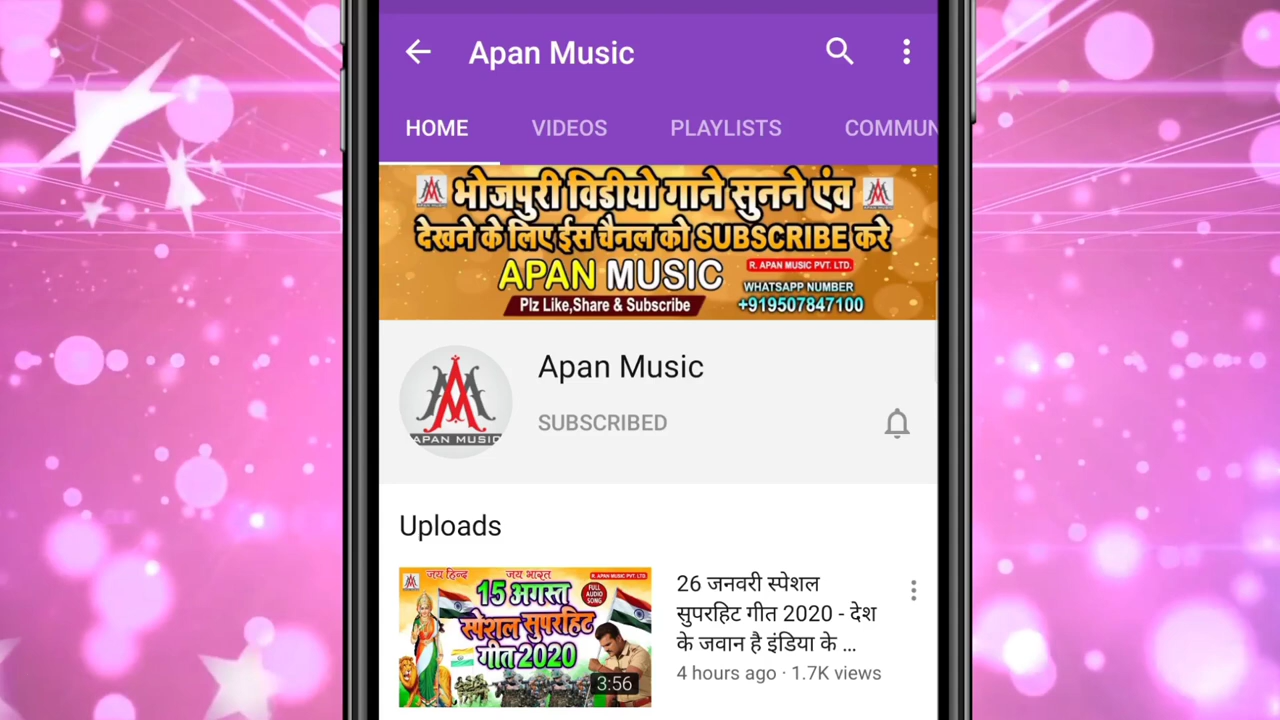 Apan Music
HOME VIDEOS PLAYLISTS COMMUN
भोजपुरी विडीयो गाने सुनने एंव
देखने के लिए ईस चैनल को SUBSCRIBE करे
APAN MUSIC
R. APAN MUSIC PVT. LTD.
Plz Like,Share & Subscribe
WHATSAPP NUMBER
+919507847100
Apan Music
SUBSCRIBED
APAN MUSIC
Uploads
जय हिन्द जय भारत
R. APAN MUSIC PVT. LTD
15 अगस्त
FULL
AUDIO
SONG
स्पेशल सुपरहिट
गीत 2020
3:56
26 जनवरी स्पेशल
सुपरहिट गीत 2020 - देश
के जवान है इंडिया के ...
4 hours ago · 1.7K views